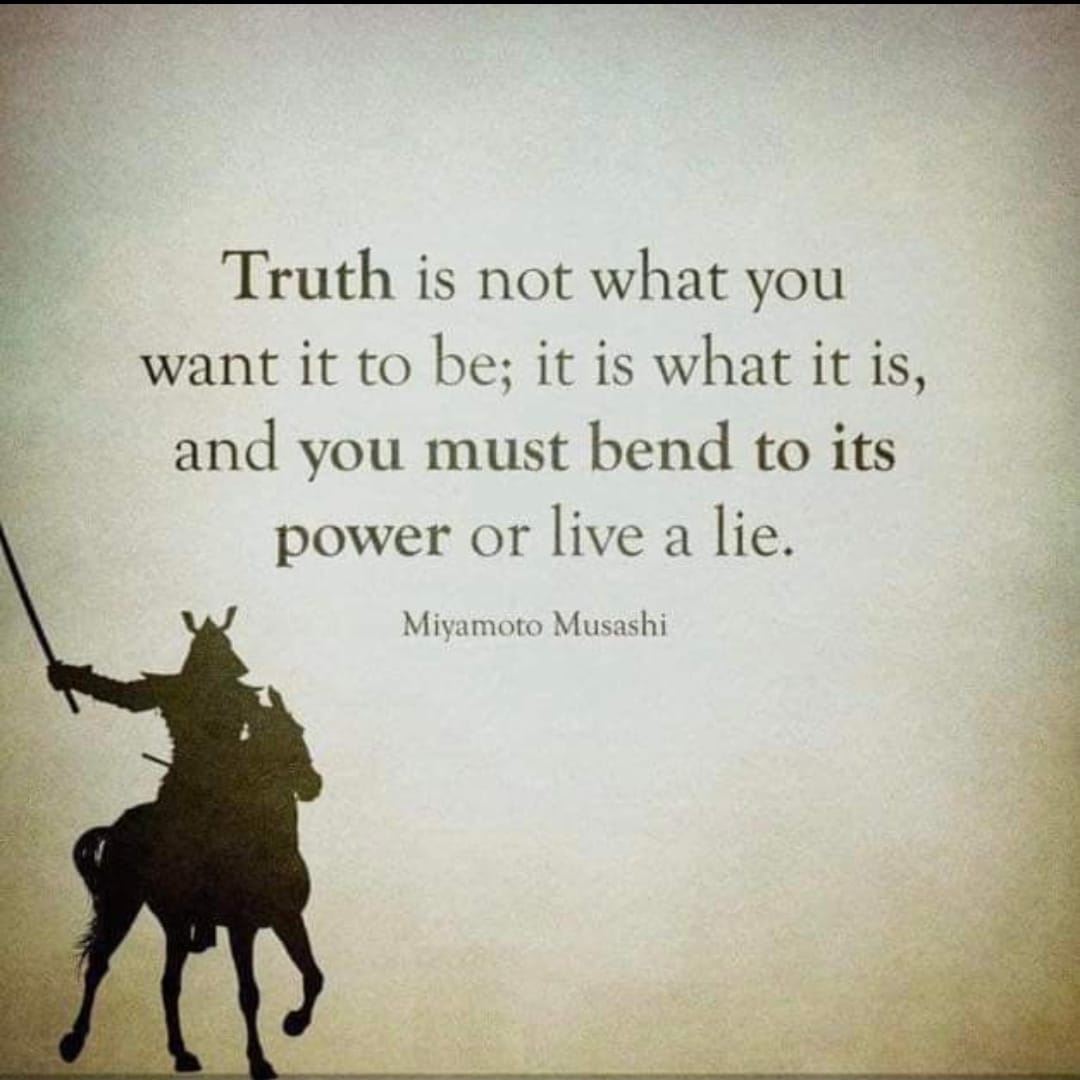 Truth is not what you
want it to be; it is what it is,
and you must bend to its
power or live a lie.
Miyamoto Musashi